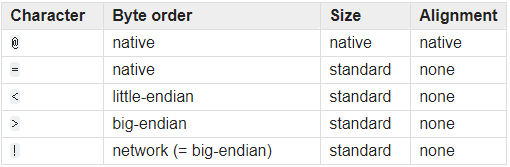 Character Byte order Size Alignment
@ native native native
= native standard none
< little-endian standard none
> big-endian standard none
! network (= big-endian) standard none